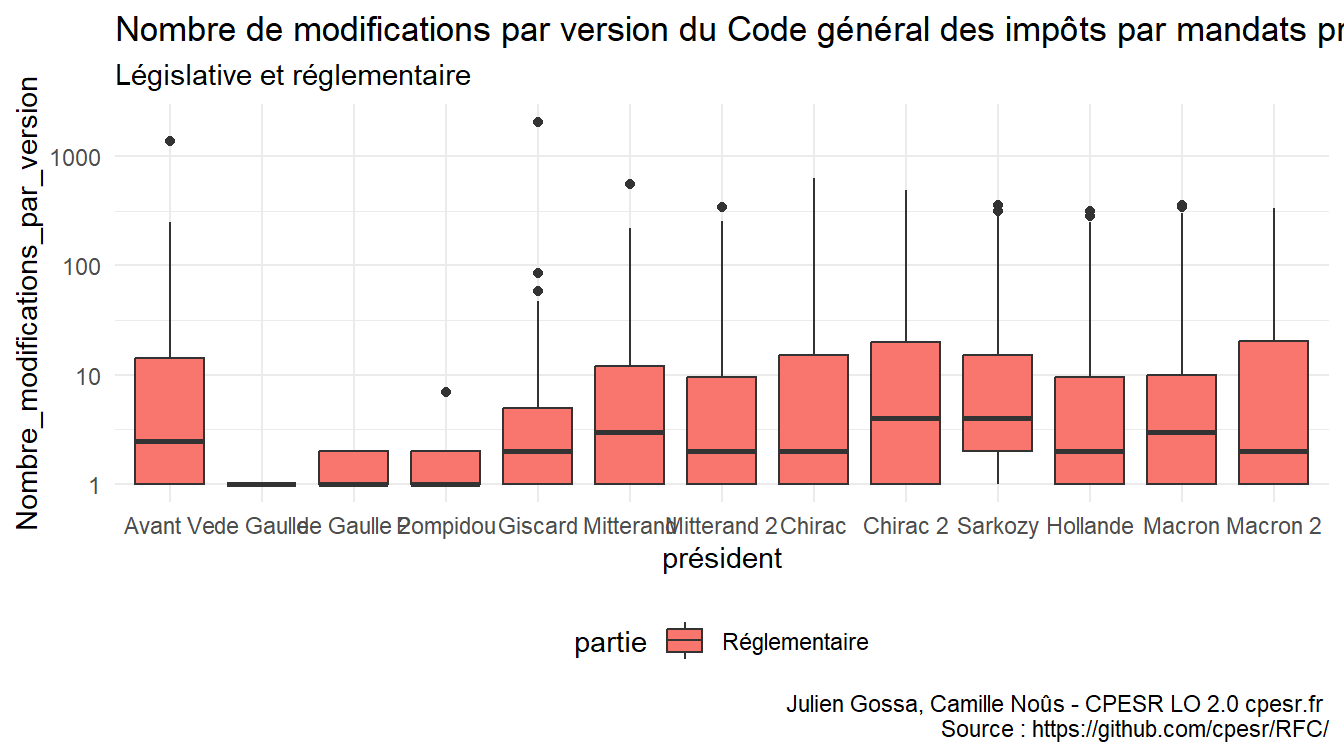 Nombre de modifications par version du Code général des impôts par mandats pr
Législative et réglementaire
Nombre_modifications_par_version
1000
100
10
1
Avant Ve de Gaulle de Gaulle 2 Pompidou Giscard Mitterand Mitterand 2 Chirac Chirac 2 Sarkozy Hollande Macron Macron 2
président
partie Réglementaire
Julien Gossa, Camille Noûs - CPESR LO 2.0 cpesr.fr
Source : https://github.com/cpesr/RFC/